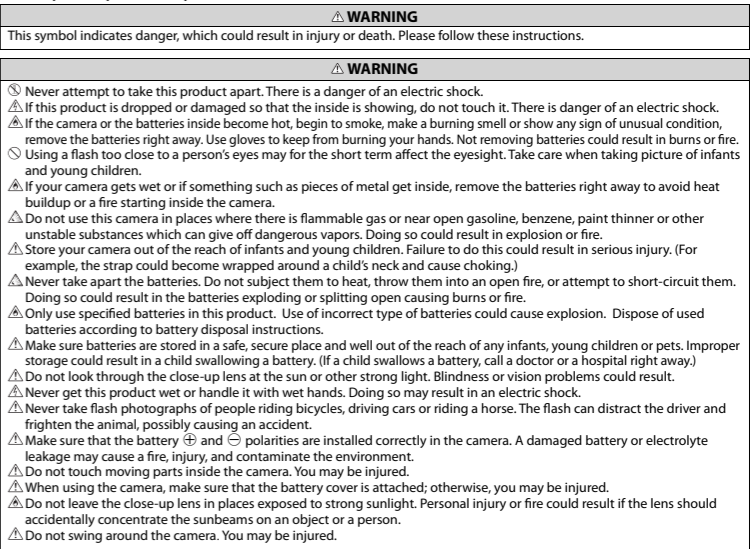 ⚠ WARNING
This symbol indicates danger, which could result in injury or death. Please follow these instructions.
⚠ WARNING
Never attempt to take this product apart. There is a danger of an electric shock.
If this product is dropped or damaged so that the inside is showing, do not touch it. There is danger of an electric shock.
If the camera or the batteries inside become hot, begin to smoke, make a burning smell or show any sign of unusual condition,
remove the batteries right away. Use gloves to keep from burning your hands. Not removing batteries could result in burns or fire.
Using a flash too close to a person's eyes may for the short term affect the eyesight. Take care when taking picture of infants
and young children.
If your camera gets wet or if something such as pieces of metal get inside, remove the batteries right away to avoid heat
buildup or a fire starting inside the camera.
Do not use this camera in places where there is flammable gas or near open gasoline, benzene, paint thinner or other
unstable substances which can give off dangerous vapors. Doing so could result in explosion or fire.
Store your camera out of the reach of infants and young children. Failure to do this could result in serious injury. (For
example, the strap could become wrapped around a child's neck and cause choking.)
Never take apart the batteries. Do not subject them to heat, throw them into an open fire, or attempt to short-circuit them.
Doing so could result in the batteries exploding or splitting open causing burns or fire.
Only use specified batteries in this product. Use of incorrect type of batteries could cause explosion. Dispose of used
batteries according to battery disposal instructions.
Make sure batteries are stored in a safe, secure place and well out of the reach of any infants, young children or pets. Improper
storage could result in a child swallowing a battery. (If a child swallows a battery, call a doctor or a hospital right away.)
Do not look through the close-up lens at the sun or other strong light. Blindness or vision problems could result.
Never get this product wet or handle it with wet hands. Doing so may result in an electric shock.
Never take flash photographs of people riding bicycles, driving cars or riding a horse. The flash can distract the driver and
frighten the animal, possibly causing an accident.
Make sure that the battery ⊕ and ⊖ polarities are installed correctly in the camera. A damaged battery or electrolyte
leakage may cause a fire, injury, and contaminate the environment.
Do not touch moving parts inside the camera. You may be injured.
When using the camera, make sure that the battery cover is attached; otherwise, you may be injured.
Do not leave the close-up lens in places exposed to strong sunlight. Personal injury or fire could result if the lens should
accidentally concentrate the sunbeams on an object or a person.
Do not swing around the camera. You may be injured.